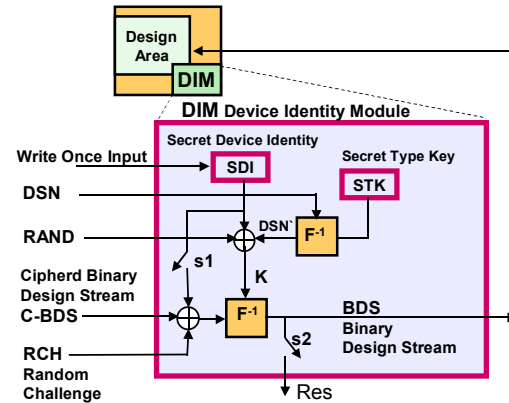 Design
Area
DIM
DIM Device Identity Module
Secret Device Identity
Write Once Input
SDI
Secret Type Key
STK
DSN
DSN`
F-1
RAND
s1
K
Cipherd Binary
Design Stream
C-BDS
F-1
BDS
Binary
Design Stream
s2
RCH
Random
Challenge
Res